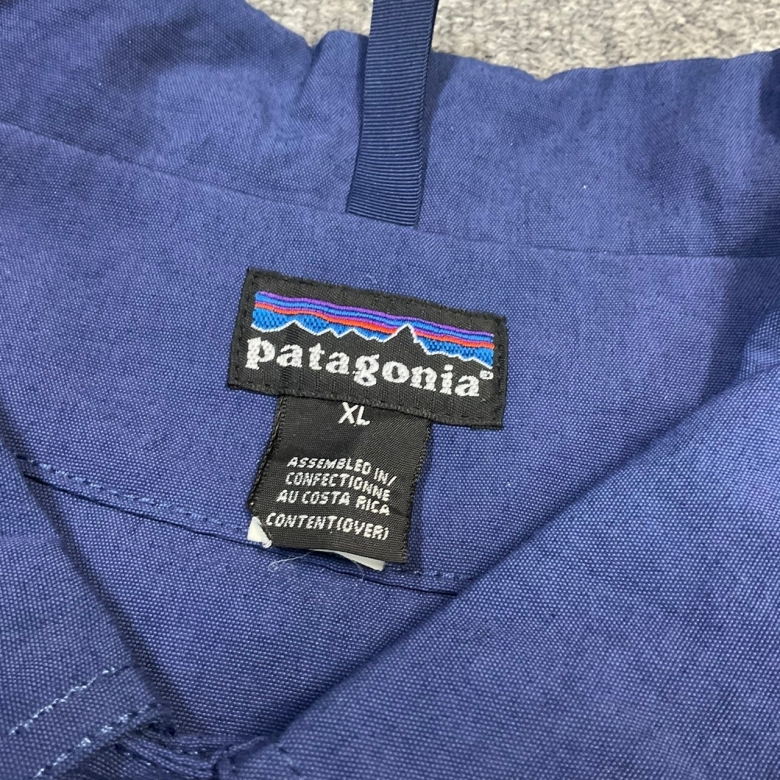 patagonia®
XL
ASSEMBLED IN/
CONFECTIONNE
AU COSTA RICA
CONTENT(OVER)